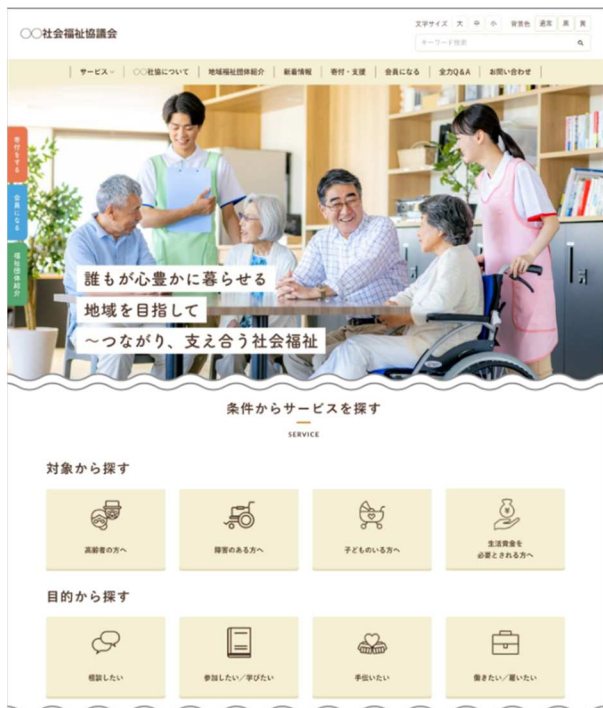 〇〇社会福祉協議会
文字サイズ 大 中 小 背景色 通常 黒 黄
キーワード検索
サービス
〇〇社協について
地域福祉団体紹介
新着情報
寄付・支援
会員になる
全力Q&A
お問い合わせ
寄付をする
会員になる
福祉団体紹介
誰もが心豊かに暮らせる
地域を目指して
～つながり、支え合う社会福祉
条件からサービスを探す
SERVICE
対象から探す
高齢者の方へ
障害のある方へ
子どものいる方へ
生活資金を
必要とされる方へ
目的から探す
相談したい
参加したい／学びたい
手伝いたい
働きたい／雇いたい